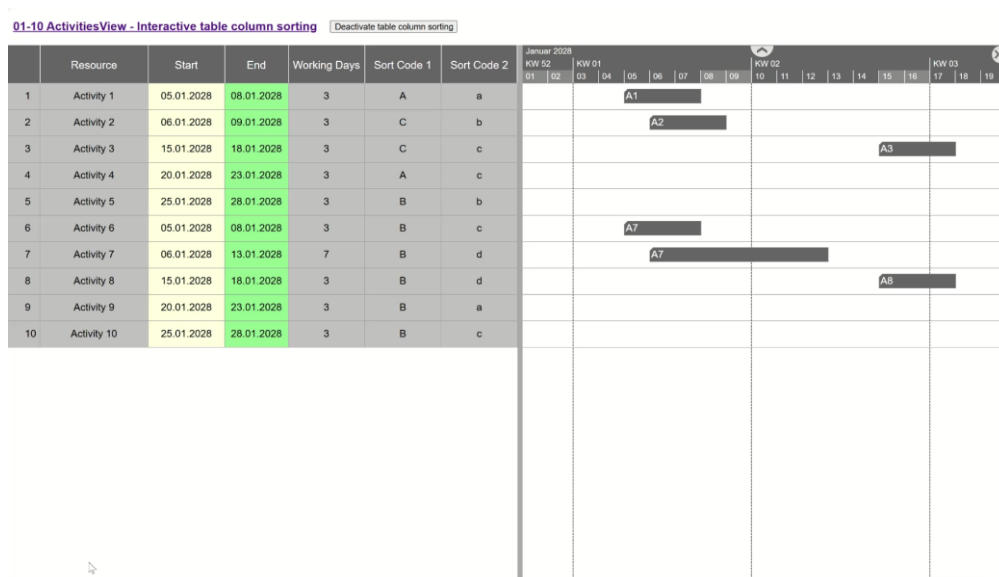 01-10 ActivitiesView - Interactive table column sorting Deactivate table column sorting
Januar 2028
KW 52 KW 01 KW 02 KW 03
Resource Start End Working Days Sort Code 1 Sort Code 2
01 02 03 04 05 06 07 08 09 10 11 12 13 14 15 16 17 18 19
1 Activity 1 05.01.2028 08.01.2028 3 A a A1
2 Activity 2 06.01.2028 09.01.2028 3 C b A2
3 Activity 3 15.01.2028 18.01.2028 3 C c A3
4 Activity 4 20.01.2028 23.01.2028 3 A c
5 Activity 5 25.01.2028 28.01.2028 3 B b
6 Activity 6 05.01.2028 08.01.2028 3 B c A7
7 Activity 7 06.01.2028 13.01.2028 7 B d A7
8 Activity 8 15.01.2028 18.01.2028 3 B d A8
9 Activity 9 20.01.2028 23.01.2028 3 B a
10 Activity 10 25.01.2028 28.01.2028 3 B c